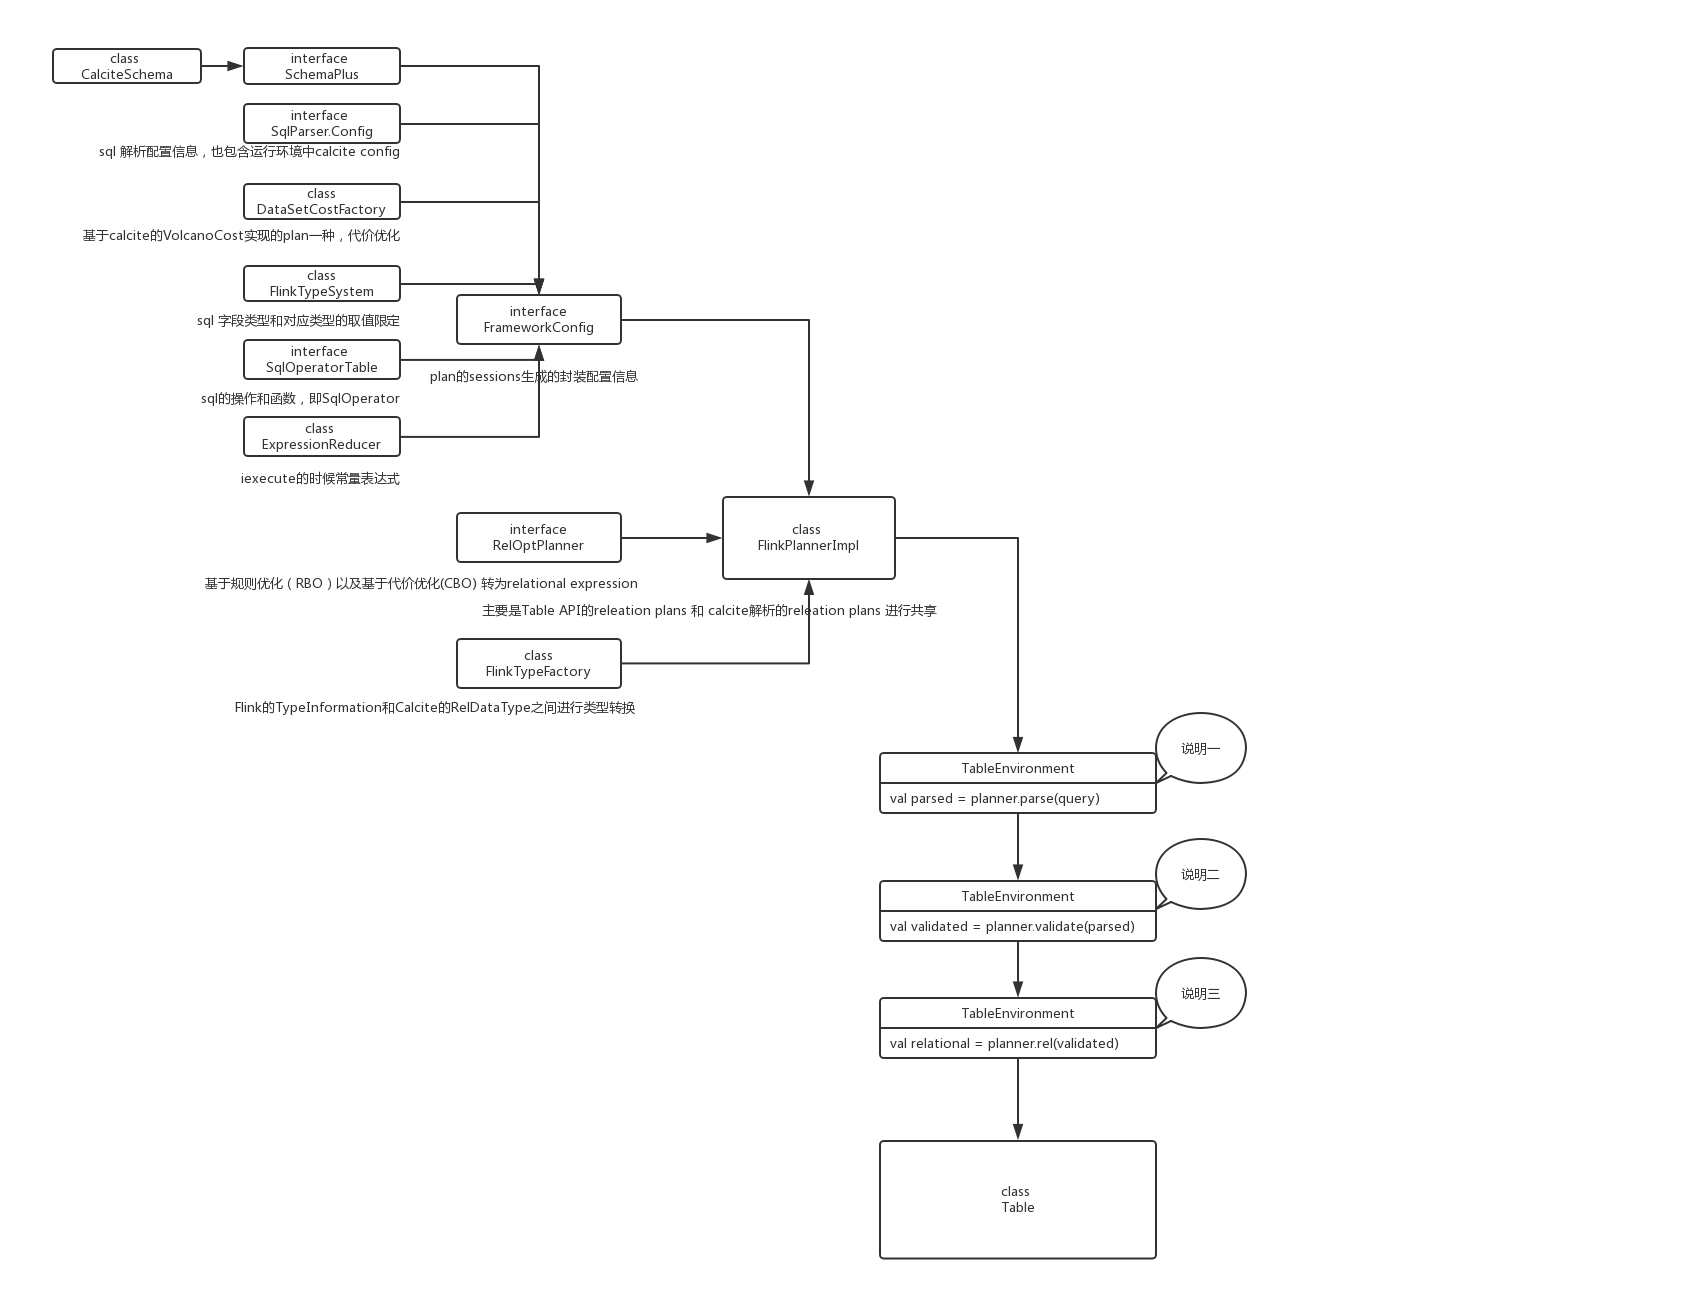 class
CalciteSchema
interface
SchemaPlus
interface
SqlParser.Config
sql 解析配置信息，也包含运行环境中calcite config
class
DataSetCostFactory
基于calcite的VolcanoCost实现的plan一种，代价优化
class
FlinkTypeSystem
interface
FrameworkConfig
sql 字段类型和对应类型的取值限定
interface
SqlOperatorTable
plan的sessions生成的封装配置信息
sql的操作和函数，即SqlOperator
class
ExpressionReducer
iexecute的时候常量表达式
interface
RelOptPlanner
class
FlinkPlannerImpl
基于规则优化（RBO）以及基于代价优化(CBO) 转为relational expression
主要是Table API的releation plans 和 calcite解析的releation plans 进行共享
class
FlinkTypeFactory
Flink的TypeInformation和Calcite的RelDataType之间进行类型转换
说明一
TableEnvironment
val parsed = planner.parse(query)
说明二
TableEnvironment
val validated = planner.validate(parsed)
说明三
TableEnvironment
val relational = planner.rel(validated)
class
Table